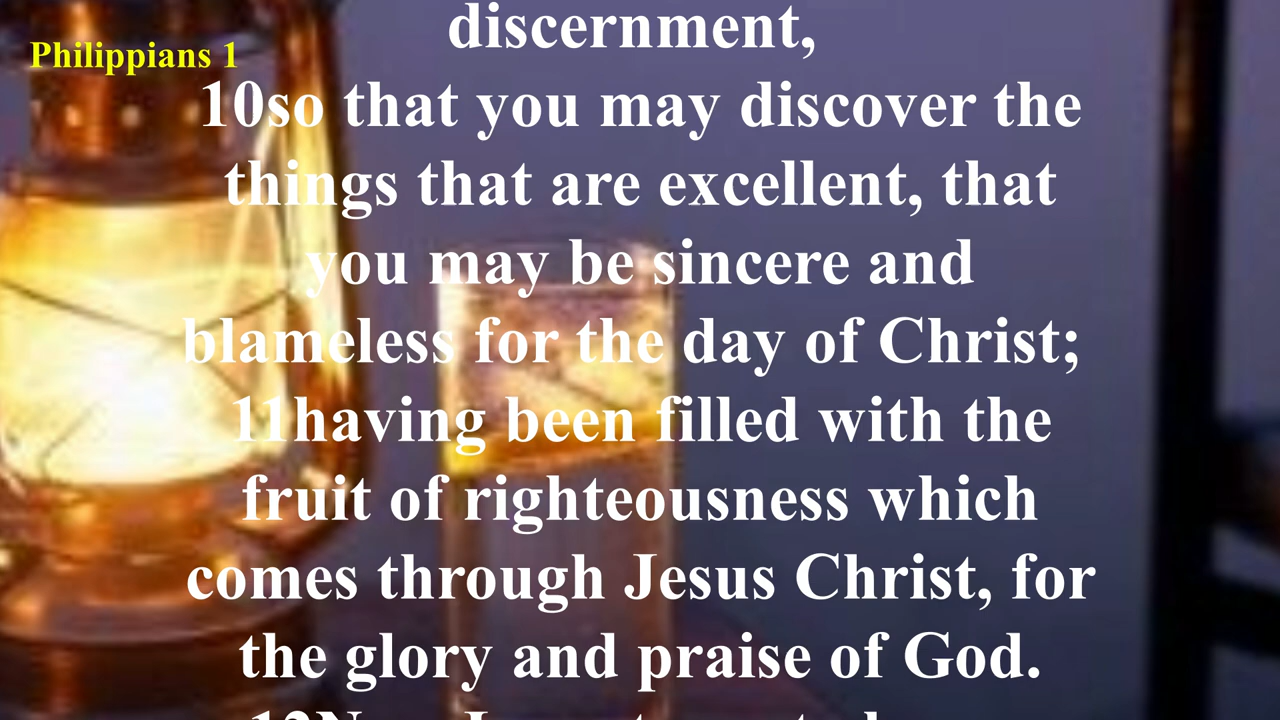 Philippians 1
discernment,
10so that you may discover the
things that are excellent, that
you may be sincere and
blameless for the day of Christ;
11having been filled with the
fruit of righteousness which
comes through Jesus Christ, for
the glory and praise of God.